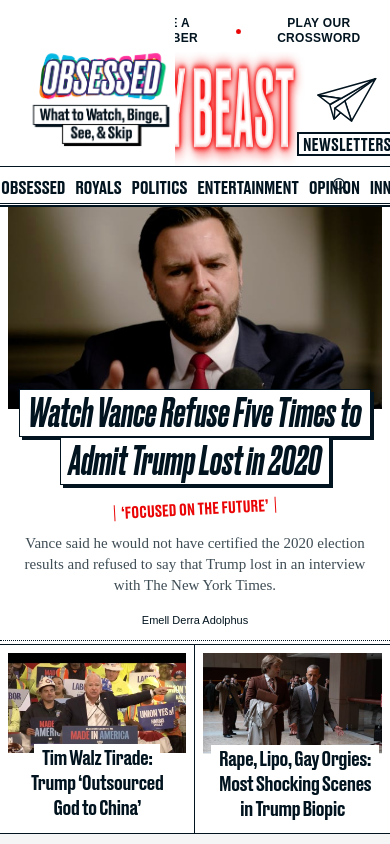 E A
BER
PLAY OUR
CROSSWORD
OBSESSED
What to Watch, Binge,
See, & Skip
Y BEAST
NEWSLETTERS
OBSESSED ROYALS POLITICS ENTERTAINMENT OPINION INN
Watch Vance Refuse Five Times to
Admit Trump Lost in 2020
‘FOCUSED ON THE FUTURE’
Vance said he would not have certified the 2020 election
results and refused to say that Trump lost in an interview
with The New York Times.
Emell Derra Adolphus
LABOR
UNION YES
MADE IN AMERICA
Tim Walz Tirade:
Trump ‘Outsourced
God to China’
Rape, Lipo, Gay Orgies:
Most Shocking Scenes
in Trump Biopic